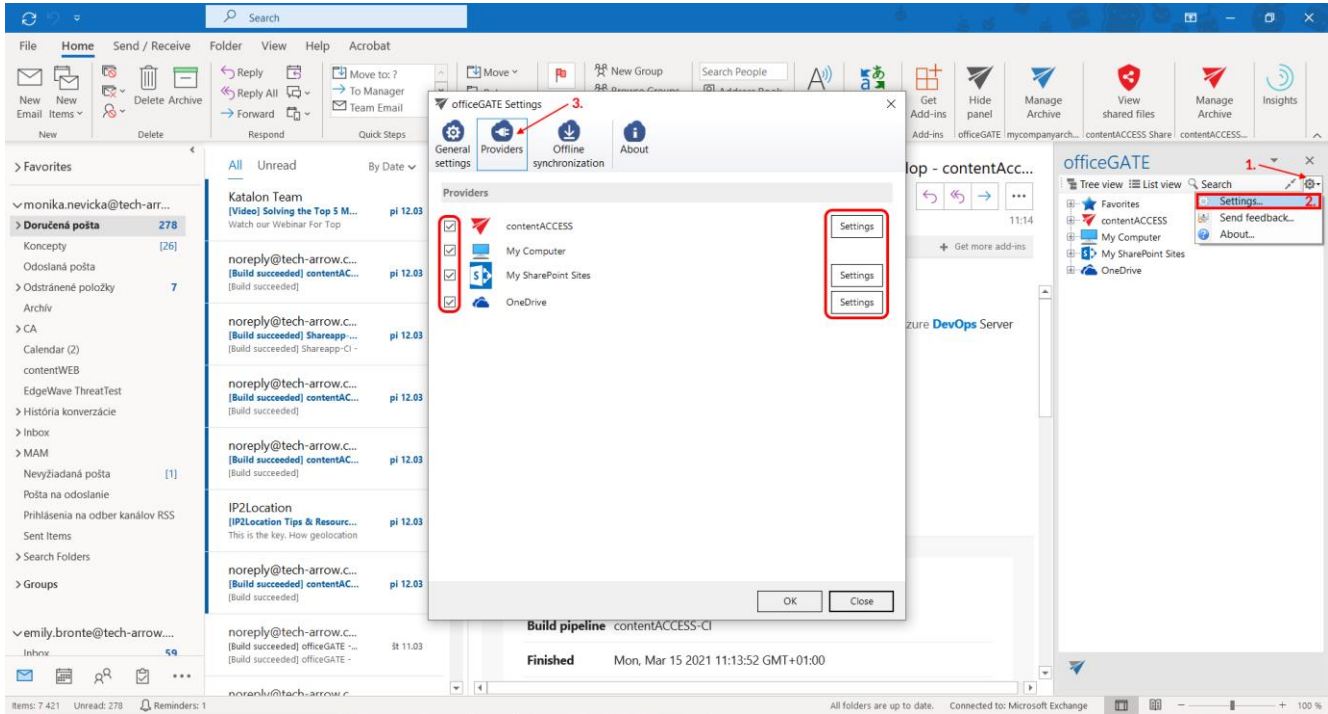 Search
File Home Send / Receive Folder View Help Acrobat
New Email
New Items
Delete Archive
Reply
Reply All
Forward
Move to: ?
To Manager
Team Email
Move
New Group
Browse Groups
Search People
Address Book
Get Add-ins
Hide panel
Manage Archive
View shared files
Manage Archive
Insights
New Delete Respond Quick Steps Add-ins officeGATE mycompanyarch... contentACCESS Share contentACCESS...
Favorites
monika.nevicka@tech-arr...
Doručená pošta 278
Koncepty [26]
Odoslaná pošta
Odstránené položky 7
Archív
CA
Calendar (2)
contentWEB
EdgeWave ThreatTest
História konverzácie
Inbox
MAM
Nevyžiadaná pošta [1]
Pošta na odoslanie
Prihlásenia na odber kanálov RSS
Sent Items
Search Folders
Groups
emily.bronte@tech-arrow....
Inbox 59
All Unread By Date
Katalon Team
[Video] Solving the Top 5 M... pi 12.03
Watch our Webinar For Top
noreply@tech-arrow.c...
[Build succeeded] contentAC... pi 12.03
[Build succeeded]
noreply@tech-arrow.c...
[Build succeeded] Shareapp-... pi 12.03
[Build succeeded] Shareapp-CI -
noreply@tech-arrow.c...
[Build succeeded] contentAC... pi 12.03
[Build succeeded]
noreply@tech-arrow.c...
[Build succeeded] contentAC... pi 12.03
[Build succeeded]
IP2Location
[IP2Location Tips & Resourc... pi 12.03
This is the key. How geolocation
noreply@tech-arrow.c...
[Build succeeded] contentAC... pi 12.03
[Build succeeded]
noreply@tech-arrow.c...
[Build succeeded] officeGATE -... št 11.03
[Build succeeded] officeGATE -
noreply@tech-arrow.c
officeGATE Settings 3.
General settings
Providers
Offline synchronization
About
Providers
contentACCESS Settings
My Computer
My SharePoint Sites Settings
OneDrive Settings
OK Close
lop - contentAcc...
11:14
Get more add-ins
zure DevOps Server
Build pipeline contentACCESS-CI
Finished Mon, Mar 15 2021 11:13:52 GMT+01:00
officeGATE 1.
Tree view List view Search
Favorites
contentACCESS
My Computer
My SharePoint Sites
OneDrive
Settings... 2.
Send feedback...
About...
Items: 7 421 Unread: 278 Reminders: 1 All folders are up to date. Connected to: Microsoft Exchange 100 %